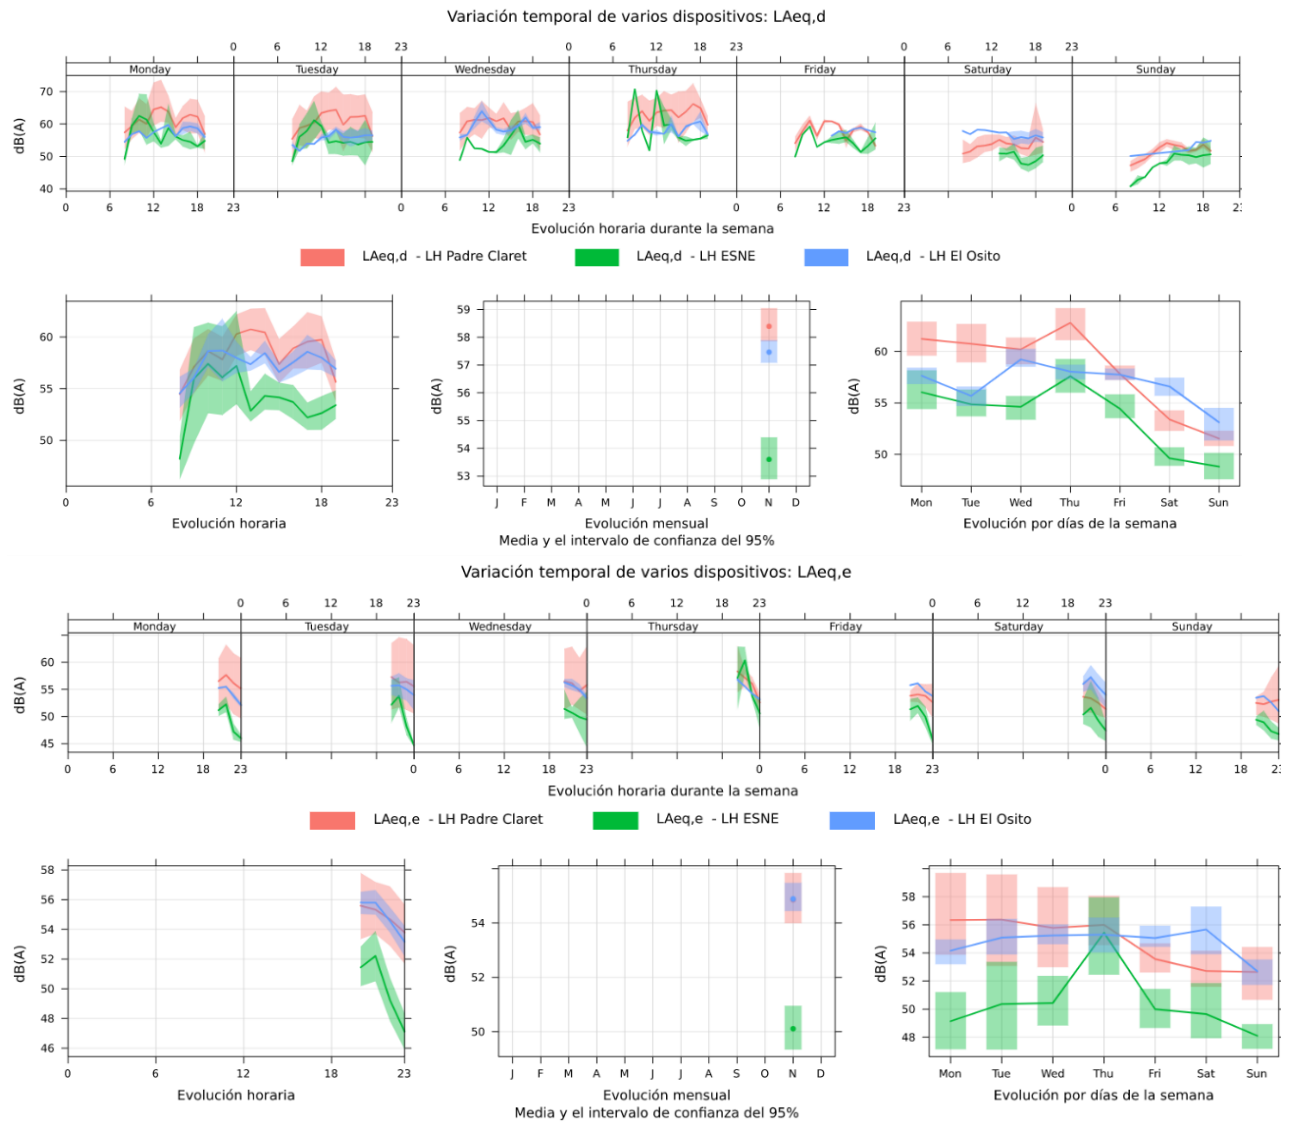 Variación temporal de varios dispositivos: LAeq,d
0 6 12 18 23 0 6 12 18 23 0 6 12 18 23
Monday Tuesday Wednesday Thursday Friday Saturday Sunday
70
60
50
40
dB(A)
0 6 12 18 23 0 6 12 18 23 0 6 12 18 23 0 6 12 18 23
Evolución horaria durante la semana
LAeq,d - LH Padre Claret LAeq,d - LH ESNE LAeq,d - LH El Osito
60
55
50
dB(A)
0 6 12 18 23
Evolución horaria
59
58
57
56
55
54
53
dB(A)
J F M A M J J A S O N D
Evolución mensual
Media y el intervalo de confianza del 95%
60
55
50
dB(A)
Mon Tue Wed Thu Fri Sat Sun
Evolución por días de la semana
Variación temporal de varios dispositivos: LAeq,e
0 6 12 18 0 6 12 18 23 0 6 12 18 23
Monday Tuesday Wednesday Thursday Friday Saturday Sunday
60
55
50
45
dB(A)
0 6 12 18 23 0 6 12 18 23 0 6 12 18 23 0 6 12 18 23
Evolución horaria durante la semana
LAeq,e - LH Padre Claret LAeq,e - LH ESNE LAeq,e - LH El Osito
58
56
54
52
50
48
46
dB(A)
0 6 12 23
Evolución horaria
54
52
50
dB(A)
J F M A M J J A S O N D
Evolución mensual
Media y el intervalo de confianza del 95%
58
56
54
52
50
48
dB(A)
Mon Tue Wed Thu Fri Sat Sun
Evolución por días de la semana